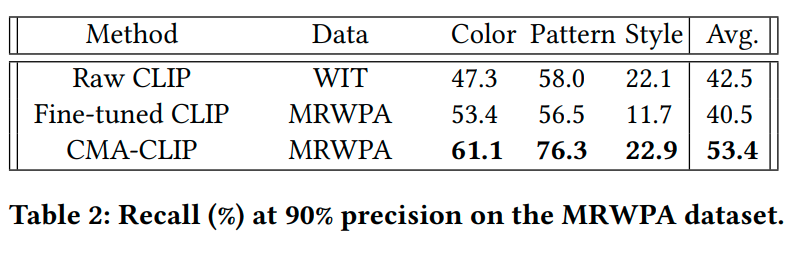 Method Data Color Pattern Style Avg.
Raw CLIP WIT 47.3 58.0 22.1 42.5
Fine-tuned CLIP MRWPA 53.4 56.5 11.7 40.5
CMA-CLIP MRWPA 61.1 76.3 22.9 53.4
Table 2: Recall (%) at 90% precision on the MRWPA dataset.